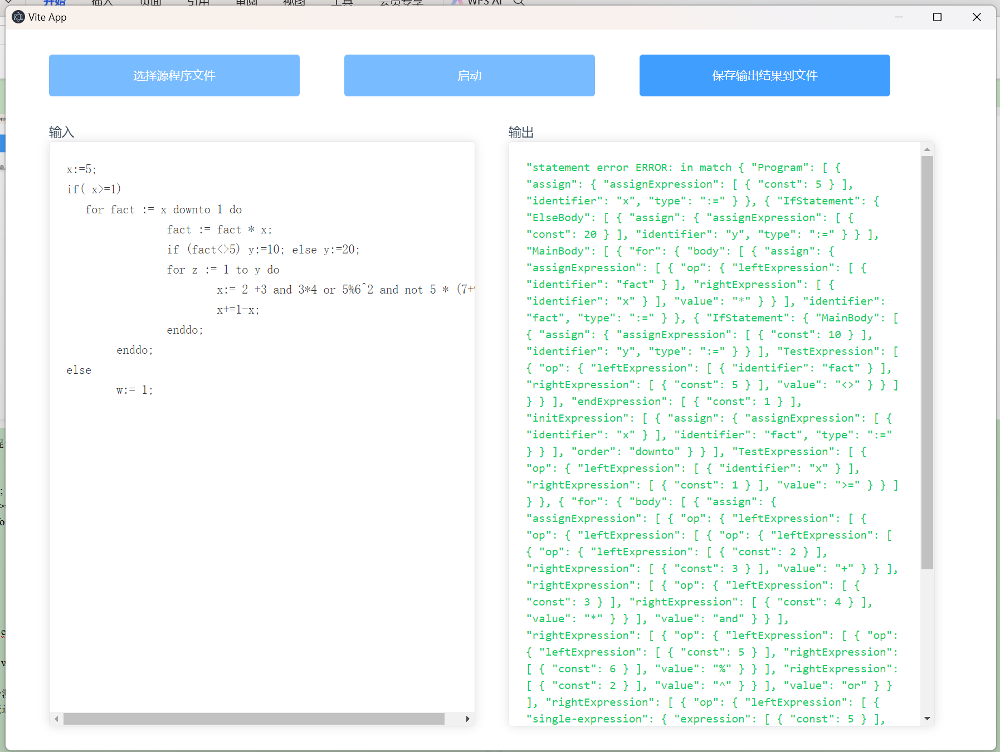 开始 插入 页面 引用 审阅 视图 工具 会员专享 WPS AI
Vite App
选择源程序文件
启动
保存输出结果到文件
输入
x:=5;
if( x>=1)
for fact := x downto 1 do
fact := fact * x;
if (fact<>5) y:=10; else y:=20;
for z := 1 to y do
x:= 2 +3 and 3*4 or 5%6^2 and not 5 * (7+
x+=1-x;
enddo;
enddo;
else
w:= 1;
输出
"statement error ERROR: in match { "Program": [ {
"assign": { "assignExpression": [ { "const": 5 } ],
"identifier": "x", "type": ":=" } }, { "IfStatement": {
"ElseBody": [ { "assign": { "assignExpression": [ {
"const": 20 } ], "identifier": "y", "type": ":=" } } ],
"MainBody": [ { "for": { "body": [ { "assign": {
"assignExpression": [ { "op": { "leftExpression": [ {
"identifier": "fact" } ], "rightExpression": [ {
"identifier": "x" } ], "value": "*" } } ], "identifier":
"fact", "type": ":=" } }, { "IfStatement": { "MainBody": [
{ "assign": { "assignExpression": [ { "const": 10 } ],
"identifier": "y", "type": ":=" } } ], "TestExpression": [
{ "op": { "leftExpression": [ { "identifier": "fact" } ],
"rightExpression": [ { "const": 5 } ], "value": "<>" } } ]
} } ], "endExpression": [ { "const": 1 } ],
"initExpression": [ { "assign": { "assignExpression": [ {
"identifier": "x" } ], "identifier": "fact", "type": ":="
} } ], "order": "downto" } } ], "TestExpression": [ {
"op": { "leftExpression": [ { "identifier": "x" } ],
"rightExpression": [ { "const": 1 } ], "value": ">=" } } ]
} }, { "for": { "body": [ { "assign": {
"assignExpression": [ { "op": { "leftExpression": [ {
"op": { "leftExpression": [ { "op": { "leftExpression": [
{ "op": { "leftExpression": [ { "const": 2 } ],
"rightExpression": [ { "const": 3 } ], "value": "+" } } ],
"rightExpression": [ { "op": { "leftExpression": [ {
"const": 3 } ], "rightExpression": [ { "const": 4 } ],
"value": "*" } } ], "value": "and" } } ],
"rightExpression": [ { "op": { "leftExpression": [ { "op":
{ "leftExpression": [ { "const": 5 } ], "rightExpression":
[ { "const": 6 } ], "value": "%" } } ], "rightExpression":
[ { "const": 2 } ], "value": "^" } } ], "value": "or" } }
], "rightExpression": [ { "op": { "leftExpression": [ {
"single-expression": { "expression": [ { "const": 5 } ],